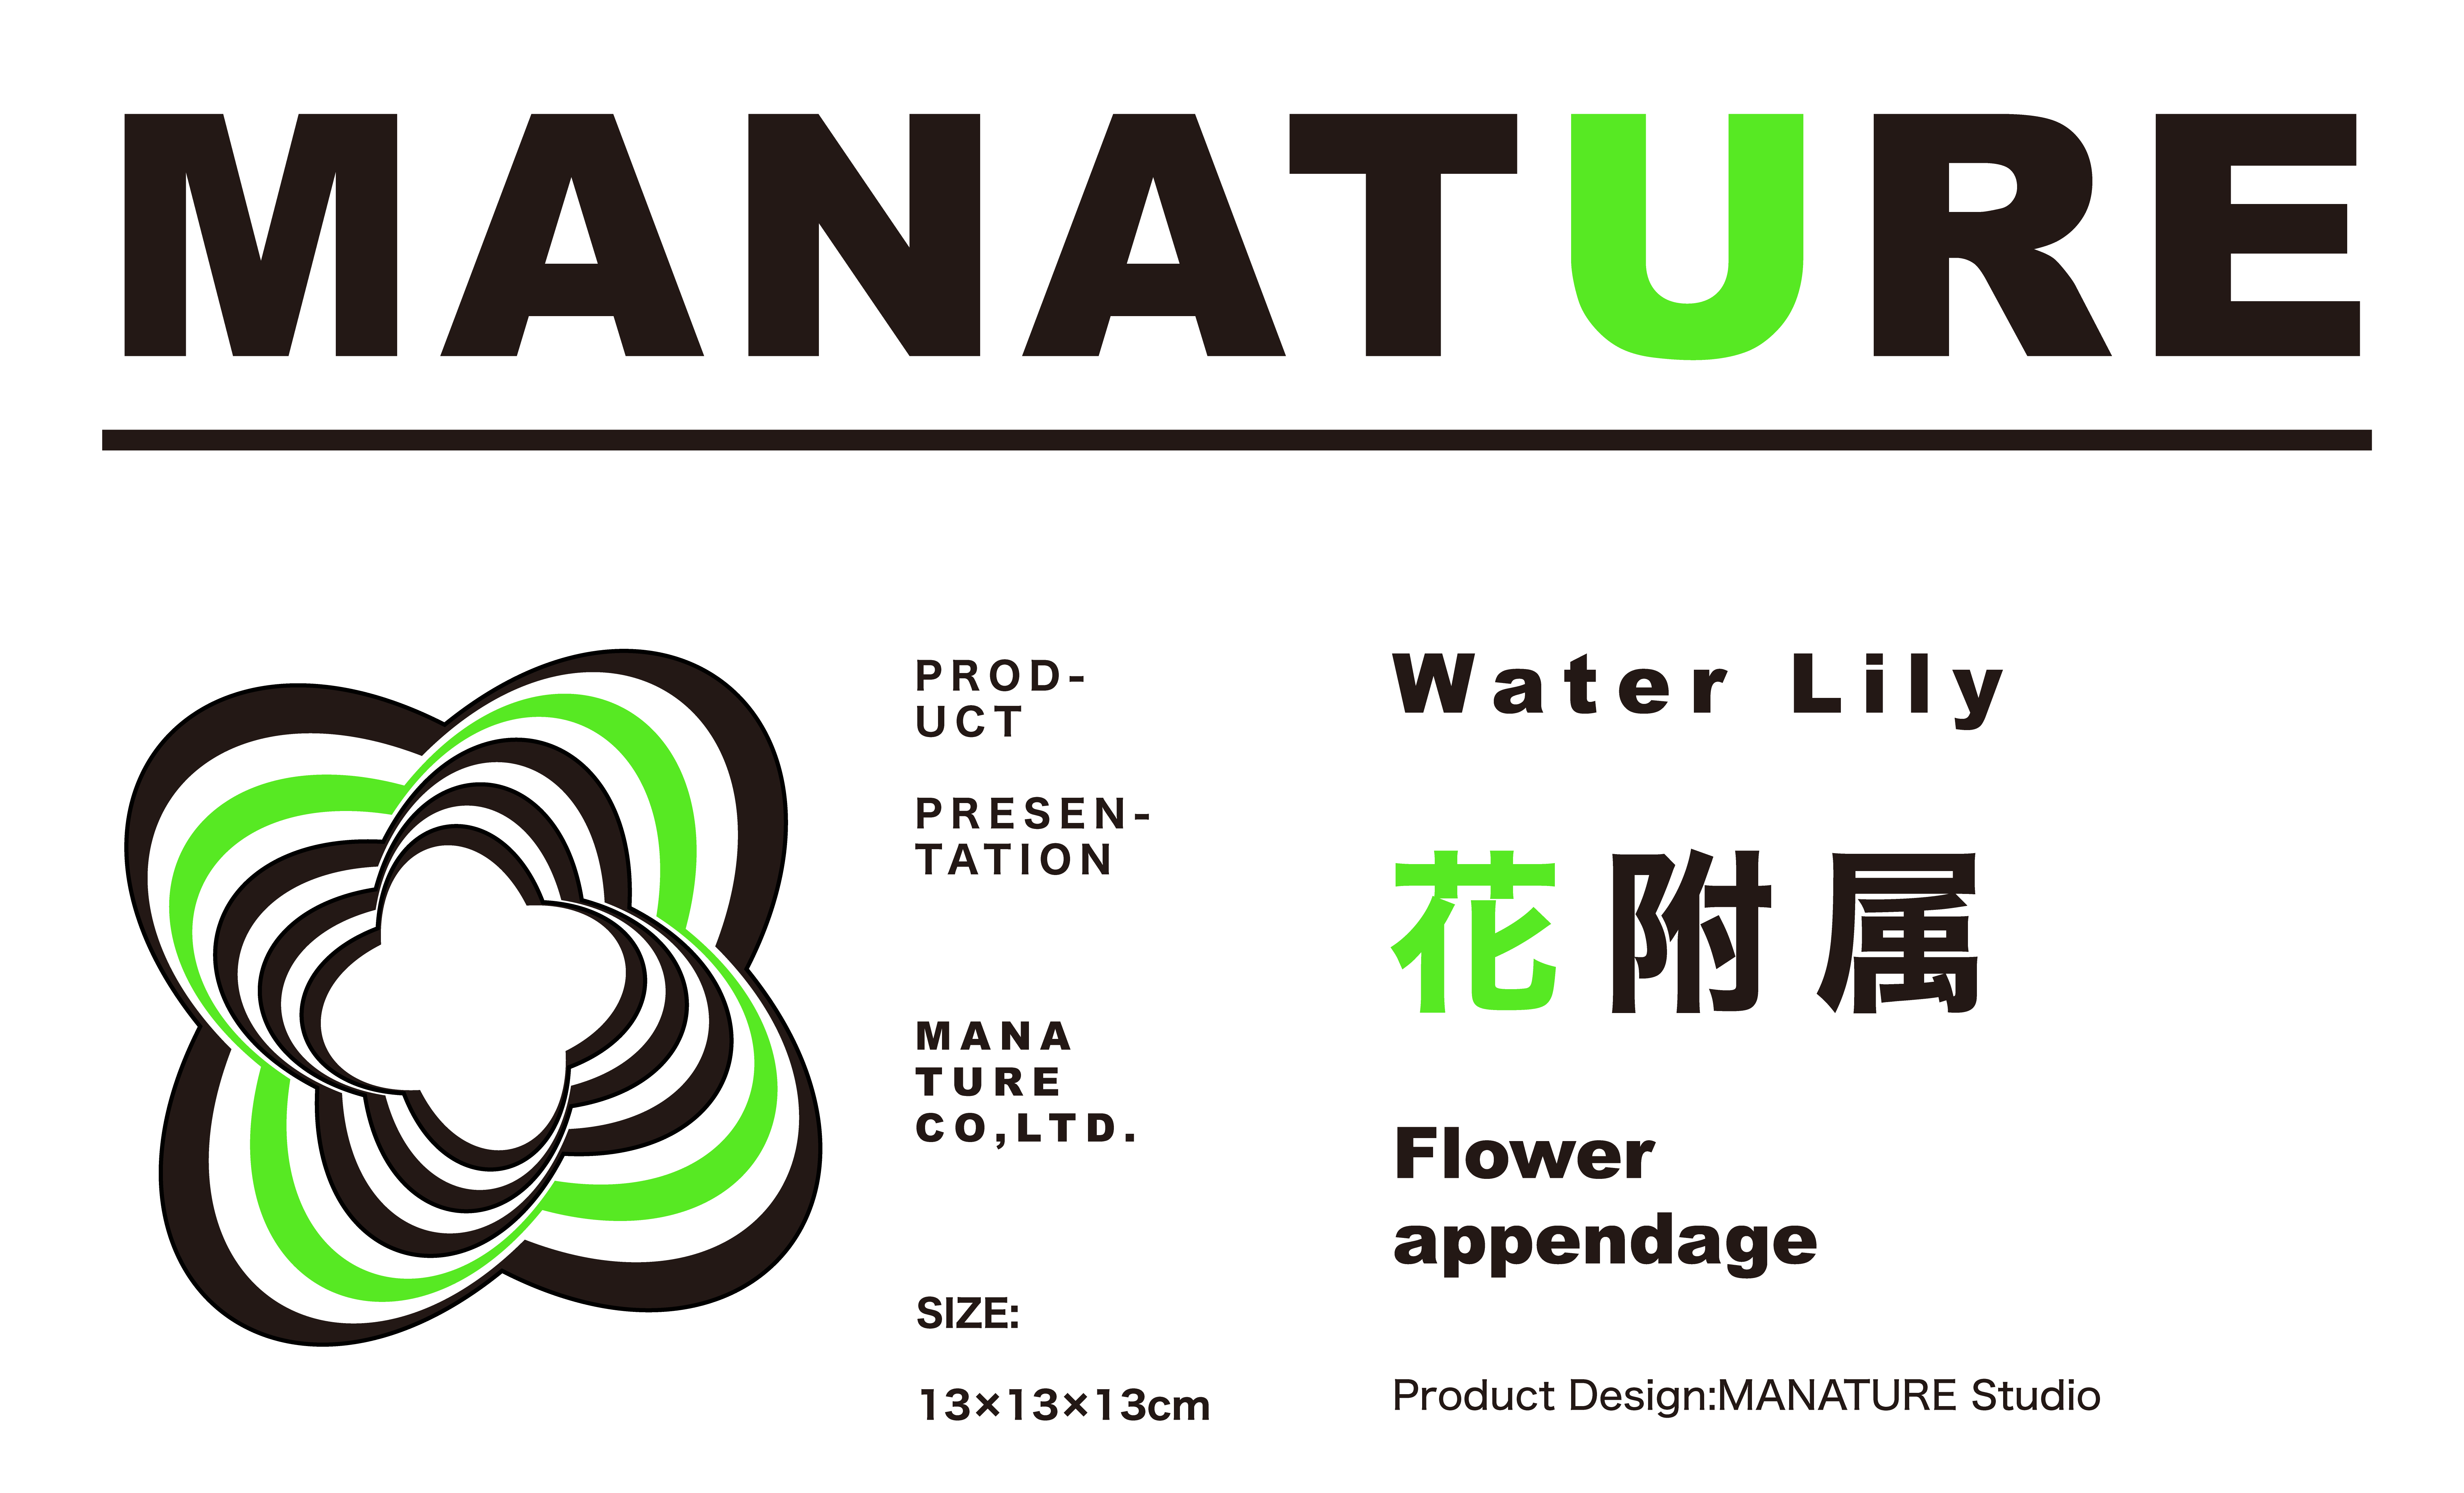 MANATURE
PROD-
UCT
PRESEN-
TATION
MANA
TURE
CO,LTD.
SIZE:
13×13×13cm
Water Lily
花附属
Flower
appendage
Product Design:MANATURE Studio